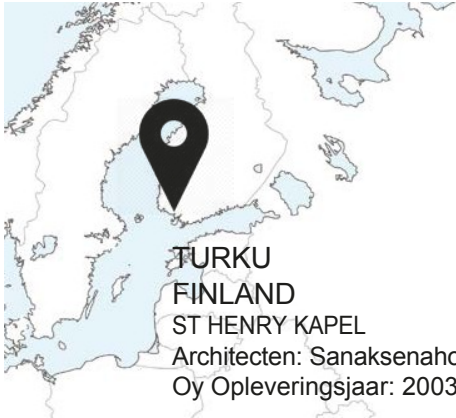 TURKU
FINLAND
ST HENRY KAPEL
Architecten: Sanaksenaho
Oy Opleveringsjaar: 2003